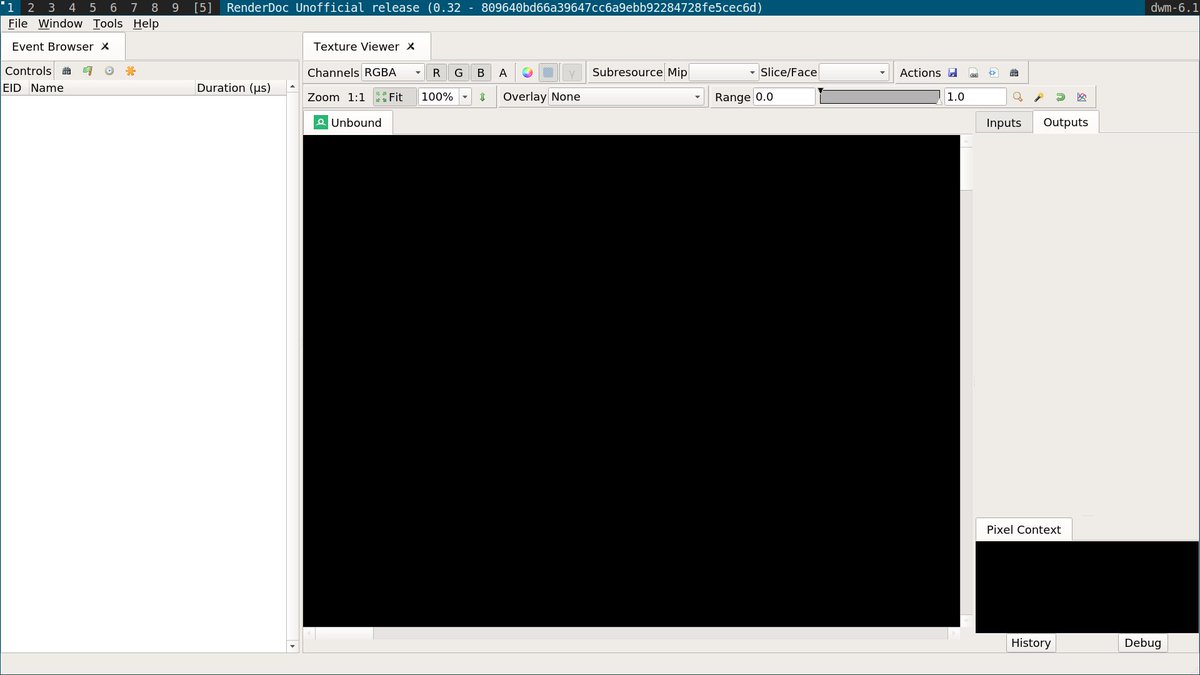 1 2 3 4 5 6 7 8 9 [5] RenderDoc Unofficial release (0.32 - 809640bd66a39647cc6a9ebb92284728fe5cec6d) dwm-6.1
File Window Tools Help
Event Browser Texture Viewer
Controls Channels RGBA R G B A γ Subresource Mip Slice/Face Actions
EID Name Duration (μs)
Zoom 1:1 Fit 100% Overlay None Range 0.0 1.0
Unbound Inputs Outputs
Pixel Context
History Debug